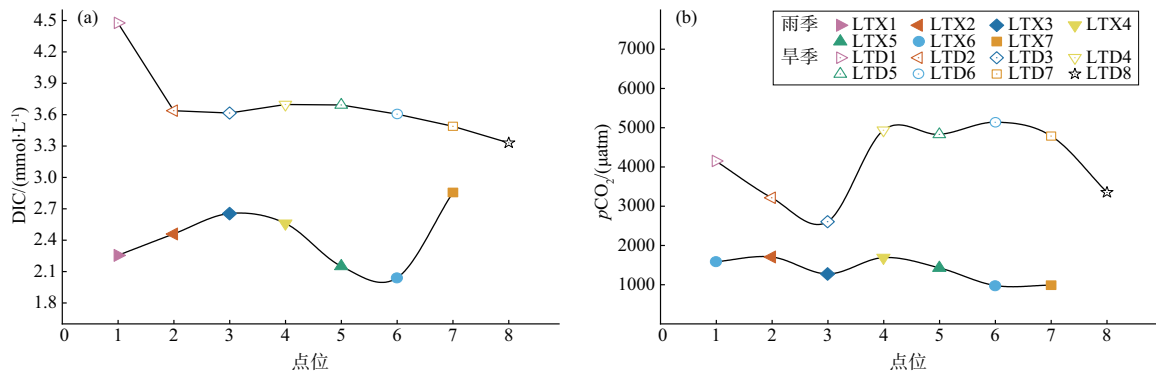 (a)
4.5
4.2
3.9
3.6
3.3
3.0
2.7
2.4
2.1
1.8
DIC/(mmol·L⁻¹)
0 1 2 3 4 5 6 7 8
点位
(b)
雨季 LTX1 LTX2 LTX3 LTX4
LTX5 LTX6 LTX7
旱季 LTD1 LTD2 LTD3 LTD4
LTD5 LTD6 LTD7 LTD8
7000
6000
5000
4000
3000
2000
1000
pCO₂/(μatm)
0 1 2 3 4 5 6 7 8
点位